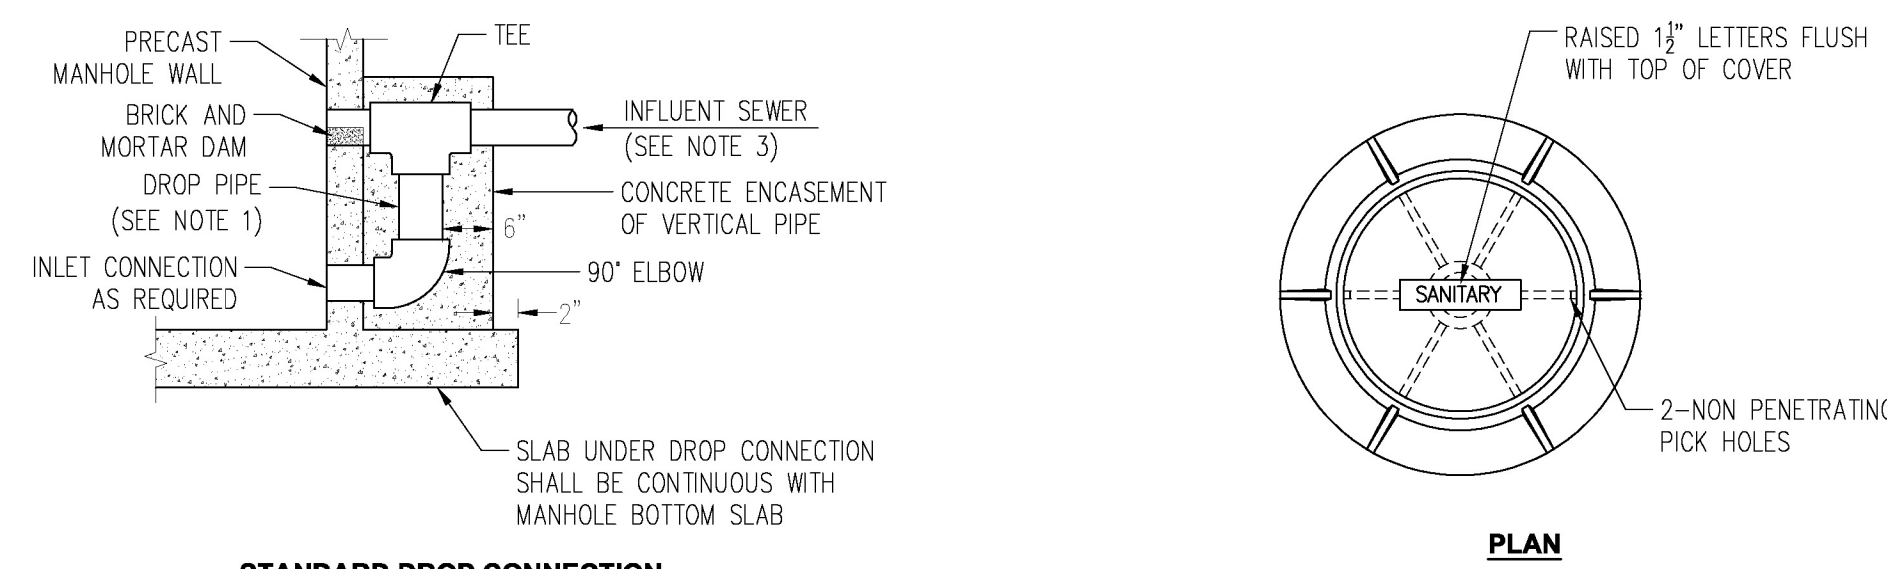 PRECAST
MANHOLE WALL
TEE
BRICK AND
MORTAR DAM
INFLUENT SEWER
(SEE NOTE 3)
DROP PIPE
(SEE NOTE 1)
CONCRETE ENCASEMENT
OF VERTICAL PIPE
6"
INLET CONNECTION
AS REQUIRED
90° ELBOW
2"
SLAB UNDER DROP CONNECTION
SHALL BE CONTINUOUS WITH
MANHOLE BOTTOM SLAB
STANDARD DROP CONNECTION
RAISED 1½" LETTERS FLUSH
WITH TOP OF COVER
SANITARY
2-NON PENETRATING
PICK HOLES
PLAN